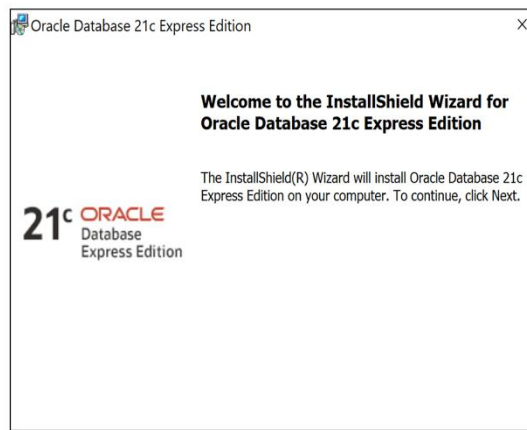 Oracle Database 21c Express Edition
Welcome to the InstallShield Wizard for
Oracle Database 21c Express Edition
The InstallShield(R) Wizard will install Oracle Database 21c
Express Edition on your computer. To continue, click Next.
21c ORACLE
Database
Express Edition